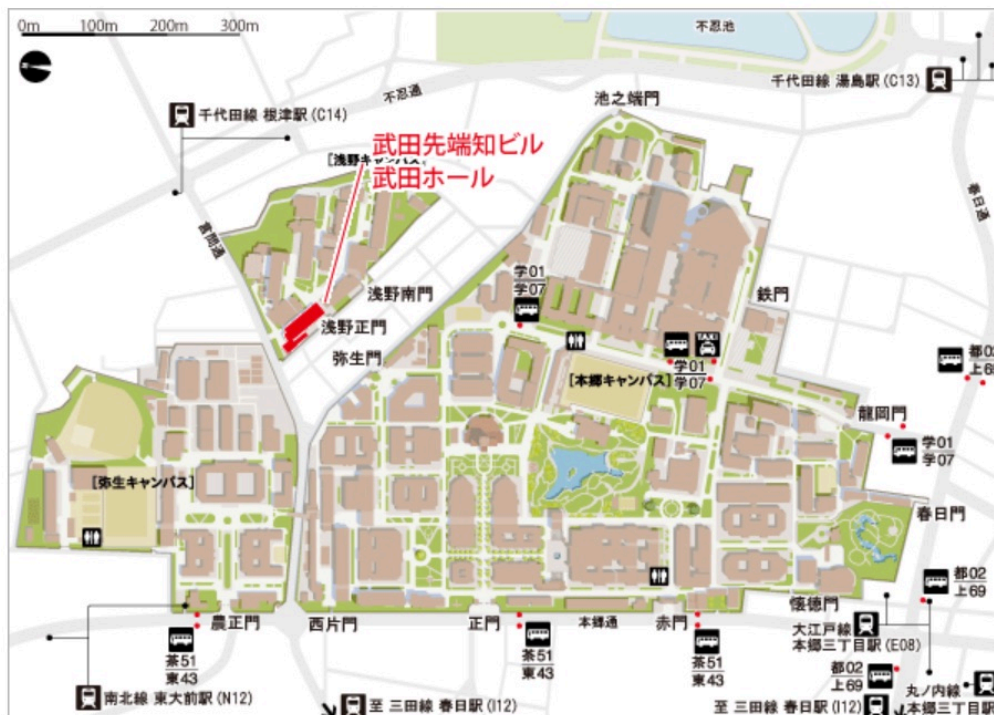 0m 100m 200m 300m
不忍池
千代田線 湯島駅 (C13)
不忍通
池之端門
千代田線 根津駅 (C14)
武田先端知ビル
武田ホール
[浅野キャンパス]
春日通
言問通
浅野南門
学01
学07
鉄門
浅野正門
弥生門
TAXI
[本郷キャンパス]
学01
学07
都02
上69
龍岡門
学01
学07
[弥生キャンパス]
春日門
都02
上69
農正門
西片門
正門
本郷通
赤門
懐徳門
大江戸線
本郷三丁目駅 (E08)
茶51
東43
茶51
東43
茶51
東43
都02
上69
南北線 東大前駅 (N12)
至 三田線 春日駅 (I12)
至 三田線 春日駅 (I12)
丸ノ内線
本郷三丁目駅